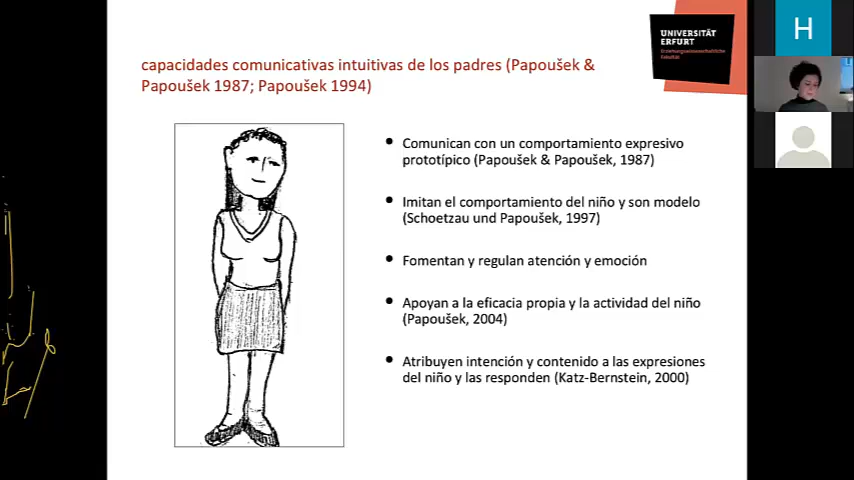 capacidades comunicativas intuitivas de los padres (Papoušek &
Papoušek 1987; Papoušek 1994)
UNIVERSITÄT
ERFURT
Erziehungswissenschaftliche
Fakultät
H
• Comunican con un comportamiento expresivo
prototípico (Papoušek & Papoušek, 1987)
• Imitan el comportamiento del niño y son modelo
(Schoetzau und Papoušek, 1997)
• Fomentan y regulan atención y emoción
• Apoyan a la eficacia propia y la actividad del niño
(Papoušek, 2004)
• Atribuyen intención y contenido a las expresiones
del niño y las responden (Katz-Bernstein, 2000)